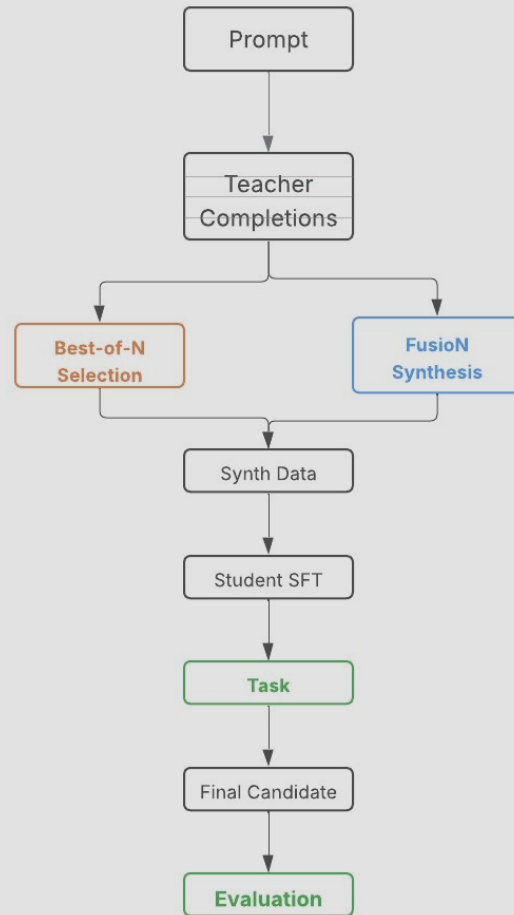 Prompt
Teacher
Completions
Best-of-N
Selection
FusioN
Synthesis
Synth Data
Student SFT
Task
Final Candidate
Evaluation